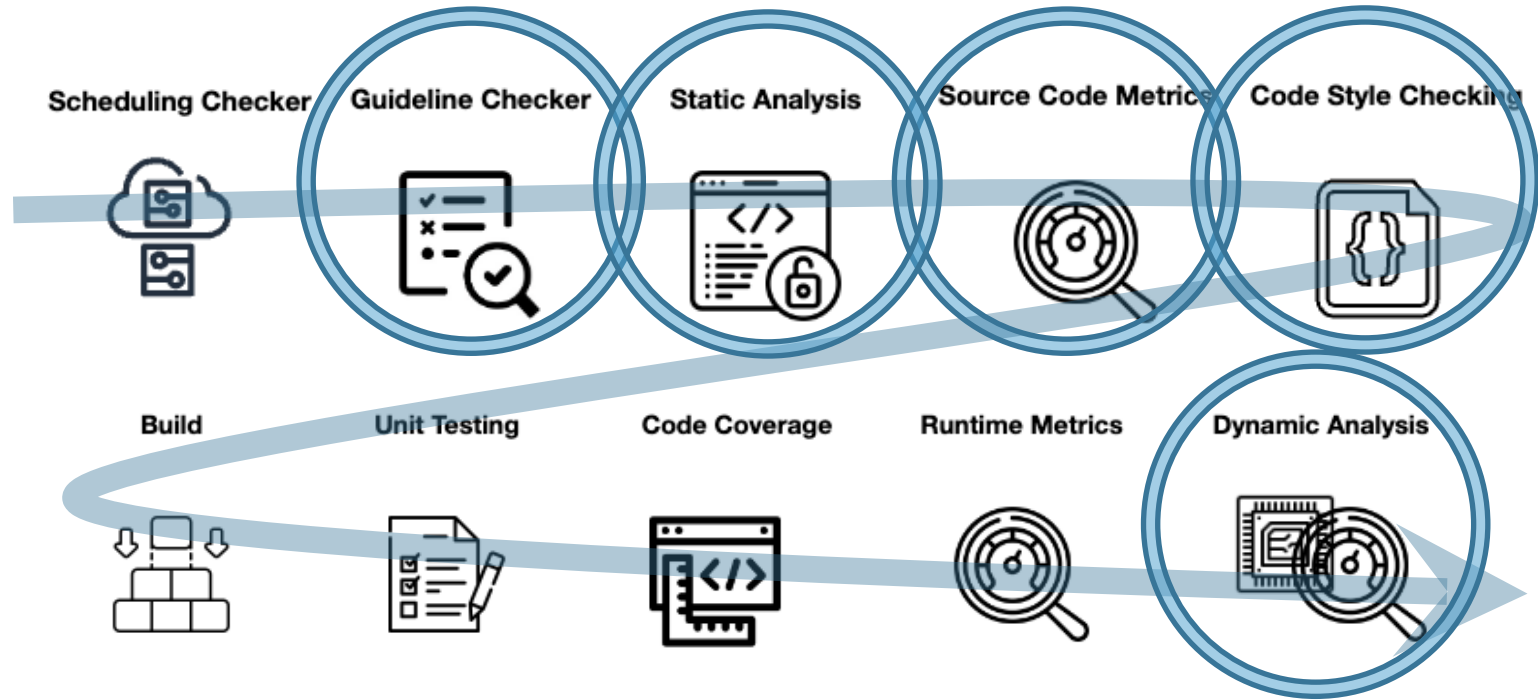 Scheduling Checker
Guideline Checker
Static Analysis
Source Code Metrics
Code Style Checking
Build
Unit Testing
Code Coverage
Runtime Metrics
Dynamic Analysis